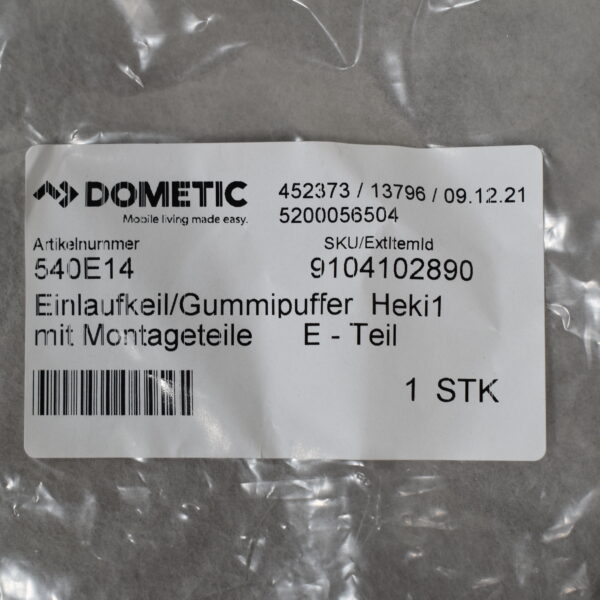 DOMETIC
Mobile living made easy.
452373 / 13796 / 09.12.21
5200056504
Artikelnummer
SKU/ExtItemId
540E14
9104102890
Einlaufkeil/Gummipuffer Heki1
mit Montageteile E - Teil
1 STK